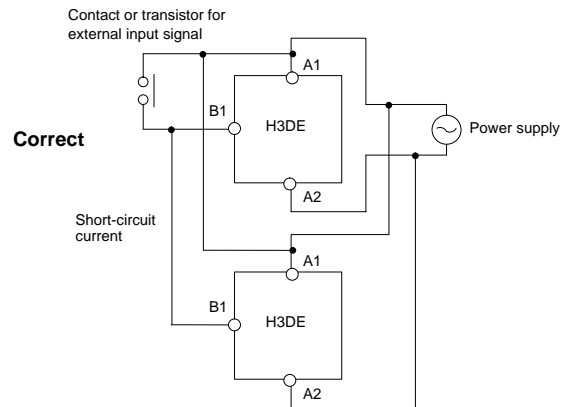 Contact or transistor for
external input signal
A1
B1
H3DE
Power supply
Correct
A2
Short-circuit
current
A1
B1
H3DE
A2